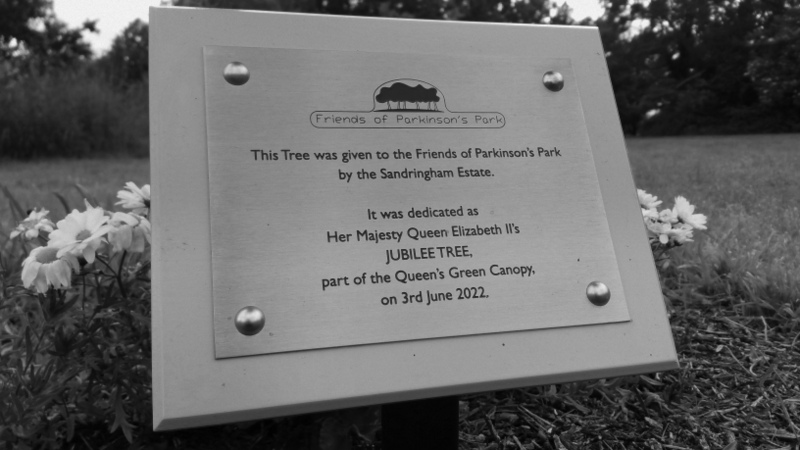 Friends of Parkinson's Park
This Tree was given to the Friends of Parkinson's Park
by the Sandringham Estate.
It was dedicated as
Her Majesty Queen Elizabeth II's
JUBILEE TREE,
part of the Queen's Green Canopy,
on 3rd June 2022.